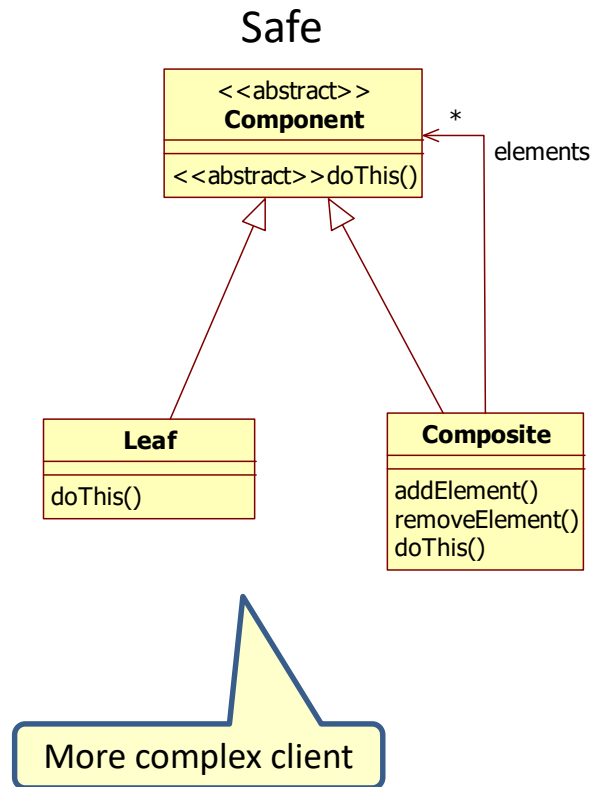 Safe
<<abstract>>
Component
<<abstract>>doThis()
*
elements
Leaf
doThis()
Composite
addElement()
removeElement()
doThis()
More complex client